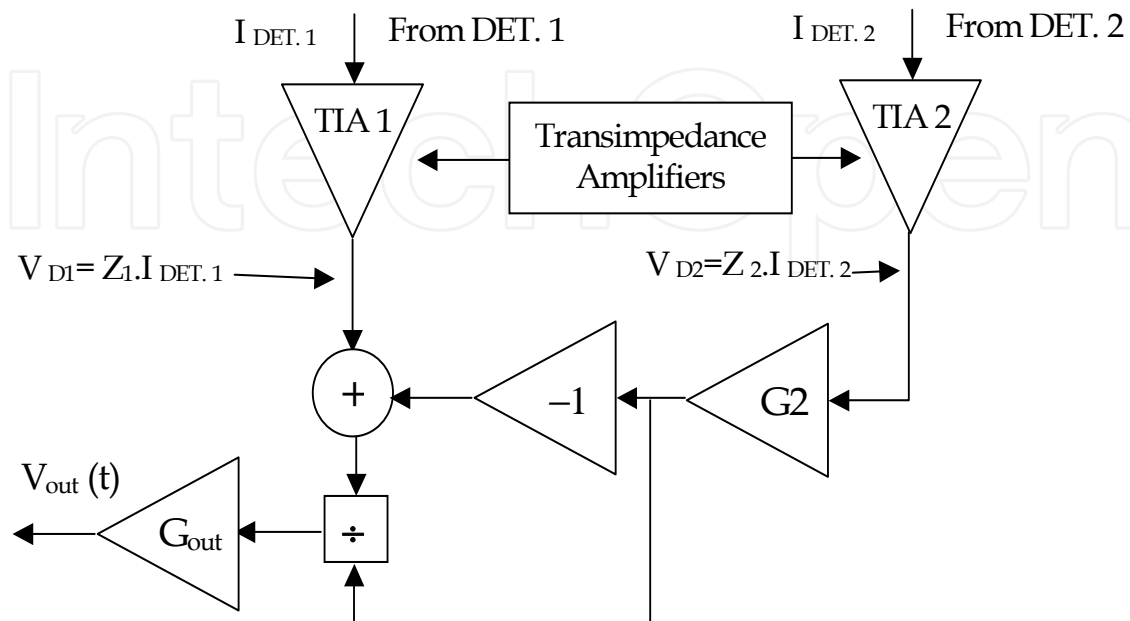 I DET. 1 From DET. 1
I DET. 2 From DET. 2
TIA 1
TIA 2
Transimpedance
Amplifiers
V D1= Z1.I DET. 1
V D2=Z 2.I DET. 2
+
−1
G2
Vout (t)
Gout
÷
IntechOpen